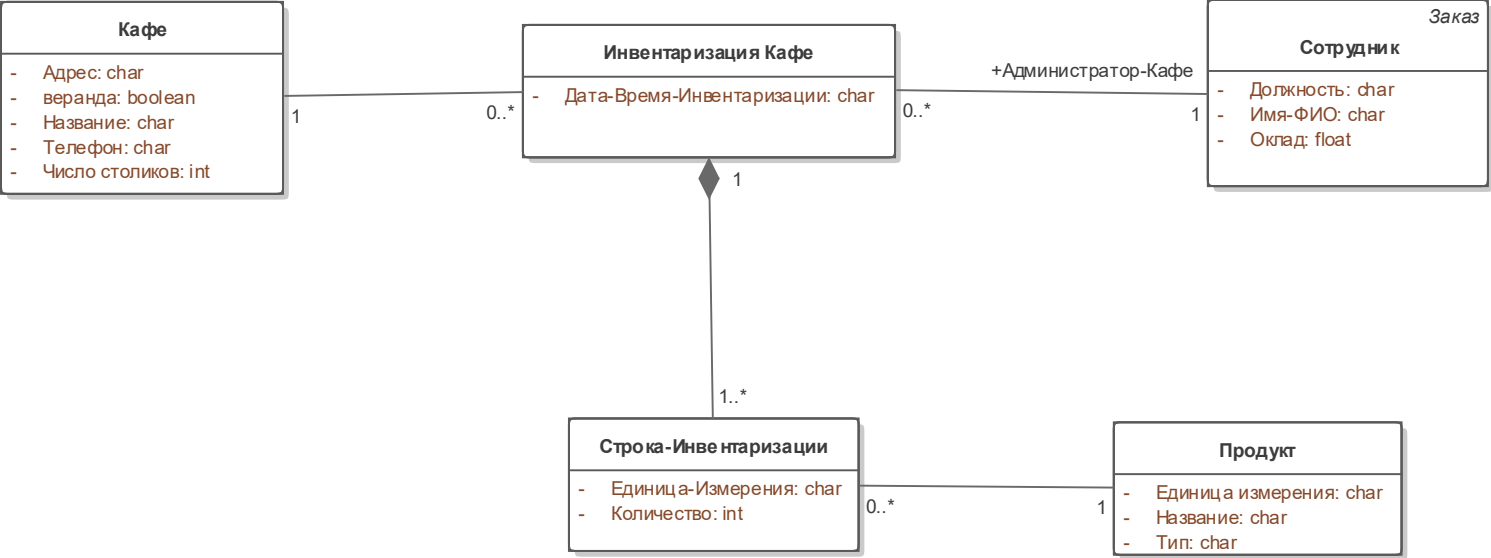 Кафе
- Адрес: char
- веранда: boolean
- Название: char
- Телефон: char
- Число столиков: int
1
0..*
Инвентаризация Кафе
- Дата-Время-Инвентаризации: char
0..*
+Администратор-Кафе
1
Заказ
Сотрудник
- Должность: char
- Имя-ФИО: char
- Оклад: float
1
1..*
Строка-Инвентаризации
- Единица-Измерения: char
- Количество: int
0..*
1
Продукт
- Единица измерения: char
- Название: char
- Тип: char